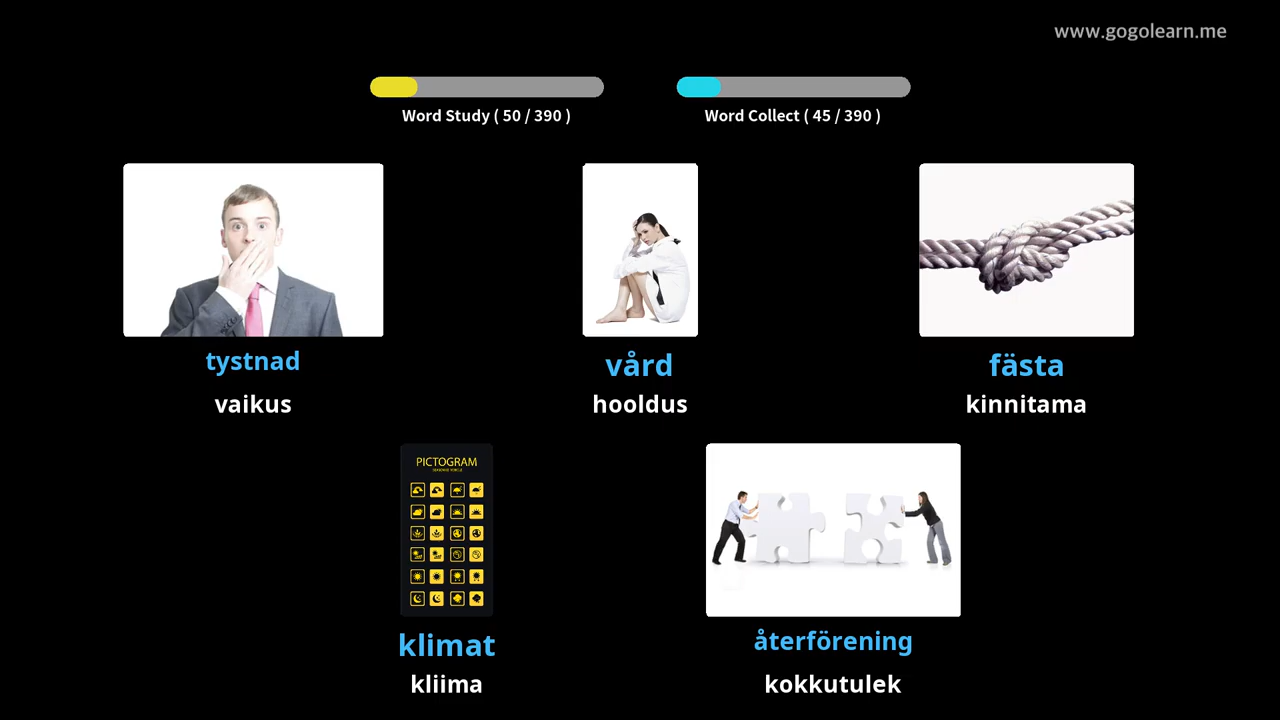 www.gogolearn.me
Word Study ( 50 / 390 )
Word Collect ( 45 / 390 )
tystnad
vård
fästa
vaikus
hooldus
kinnitama
PICTOGRAM
klimat
återförening
kliima
kokkutulek